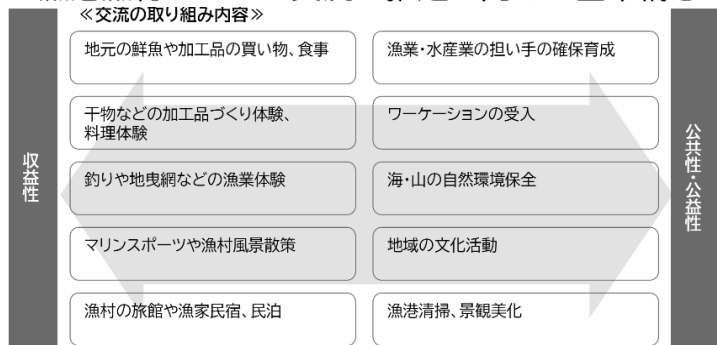 ≪交流の取り組み内容≫
収益性
地元の鮮魚や加工品の買い物、食事
干物などの加工品づくり体験、
料理体験
釣りや地曳網などの漁業体験
マリンスポーツや漁村風景散策
漁村の旅館や漁家民宿、民泊
漁業・水産業の担い手の確保育成
ワーケーションの受入
海・山の自然環境保全
地域の文化活動
漁港清掃、景観美化
公共性・公益性